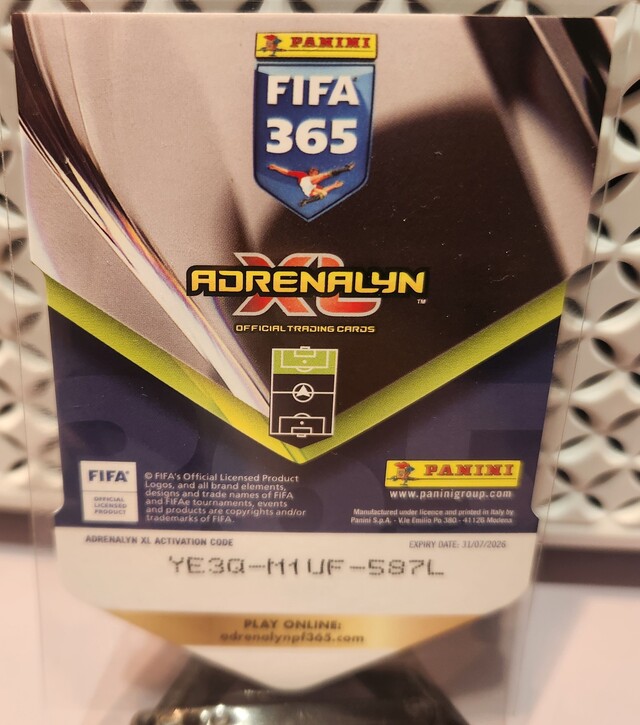 PANINI
FIFA
365
ADRENALYN
XL
TM
OFFICIAL TRADING CARDS
FIFA®
OFFICIAL
LICENSED
PRODUCT
© FIFA's Official Licensed Product
Logos, and all brand elements,
designs and trade names of FIFA
and FIFAe tournaments, events
and products are copyrights and/or
trademarks of FIFA.
PANINI
www.paninigroup.com
Manufactured under licence and printed in Italy by
Panini S.p.A. - V.le Emilio Po, 380 - 41126 Modena
ADRENALYN XL ACTIVATION CODE
EXPIRY DATE: 31/07/2026
YE3Q-M1UF-587L
PLAY ONLINE:
adrenalynpf365.com